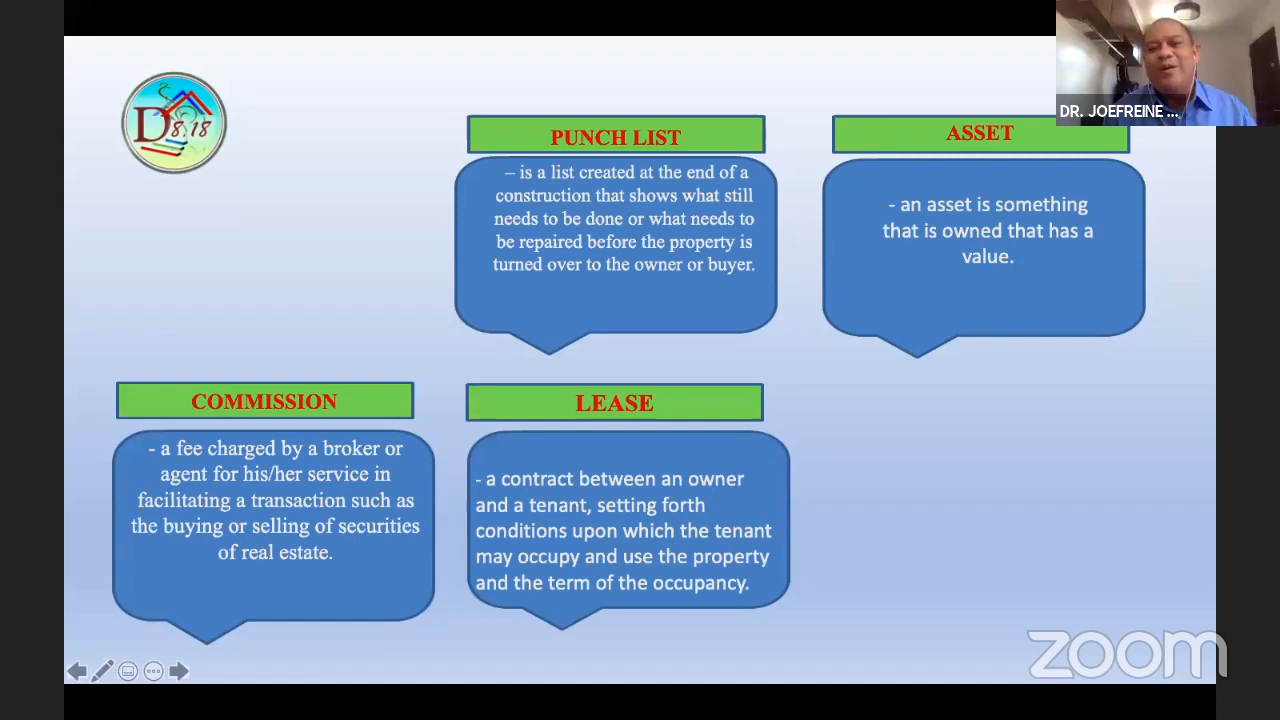 D8.18
DR. JOEFREINE ...
PUNCH LIST
– is a list created at the end of a
construction that shows what still
needs to be done or what needs to
be repaired before the property is
turned over to the owner or buyer.
ASSET
- an asset is something
that is owned that has a
value.
COMMISSION
- a fee charged by a broker or
agent for his/her service in
facilitating a transaction such as
the buying or selling of securities
of real estate.
LEASE
- a contract between an owner
and a tenant, setting forth
conditions upon which the tenant
may occupy and use the property
and the term of the occupancy.
zoom